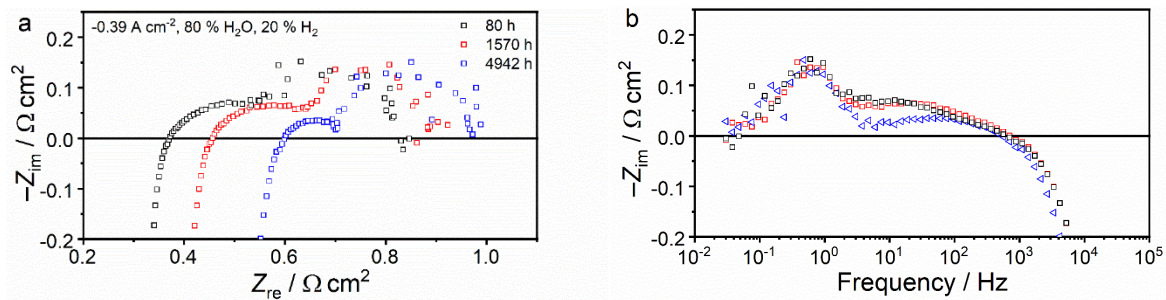 a
-0.39 A cm-2, 80 % H2O, 20 % H2
80 h
1570 h
4942 h
0.2
0.1
0.0
-0.1
-0.2
−Zim / Ω cm2
0.2 0.4 0.6 0.8 1.0
Zre / Ω cm2
b
0.2
0.1
0.0
-0.1
-0.2
−Zim / Ω cm2
10-2 10-1 100 101 102 103 104 105
Frequency / Hz